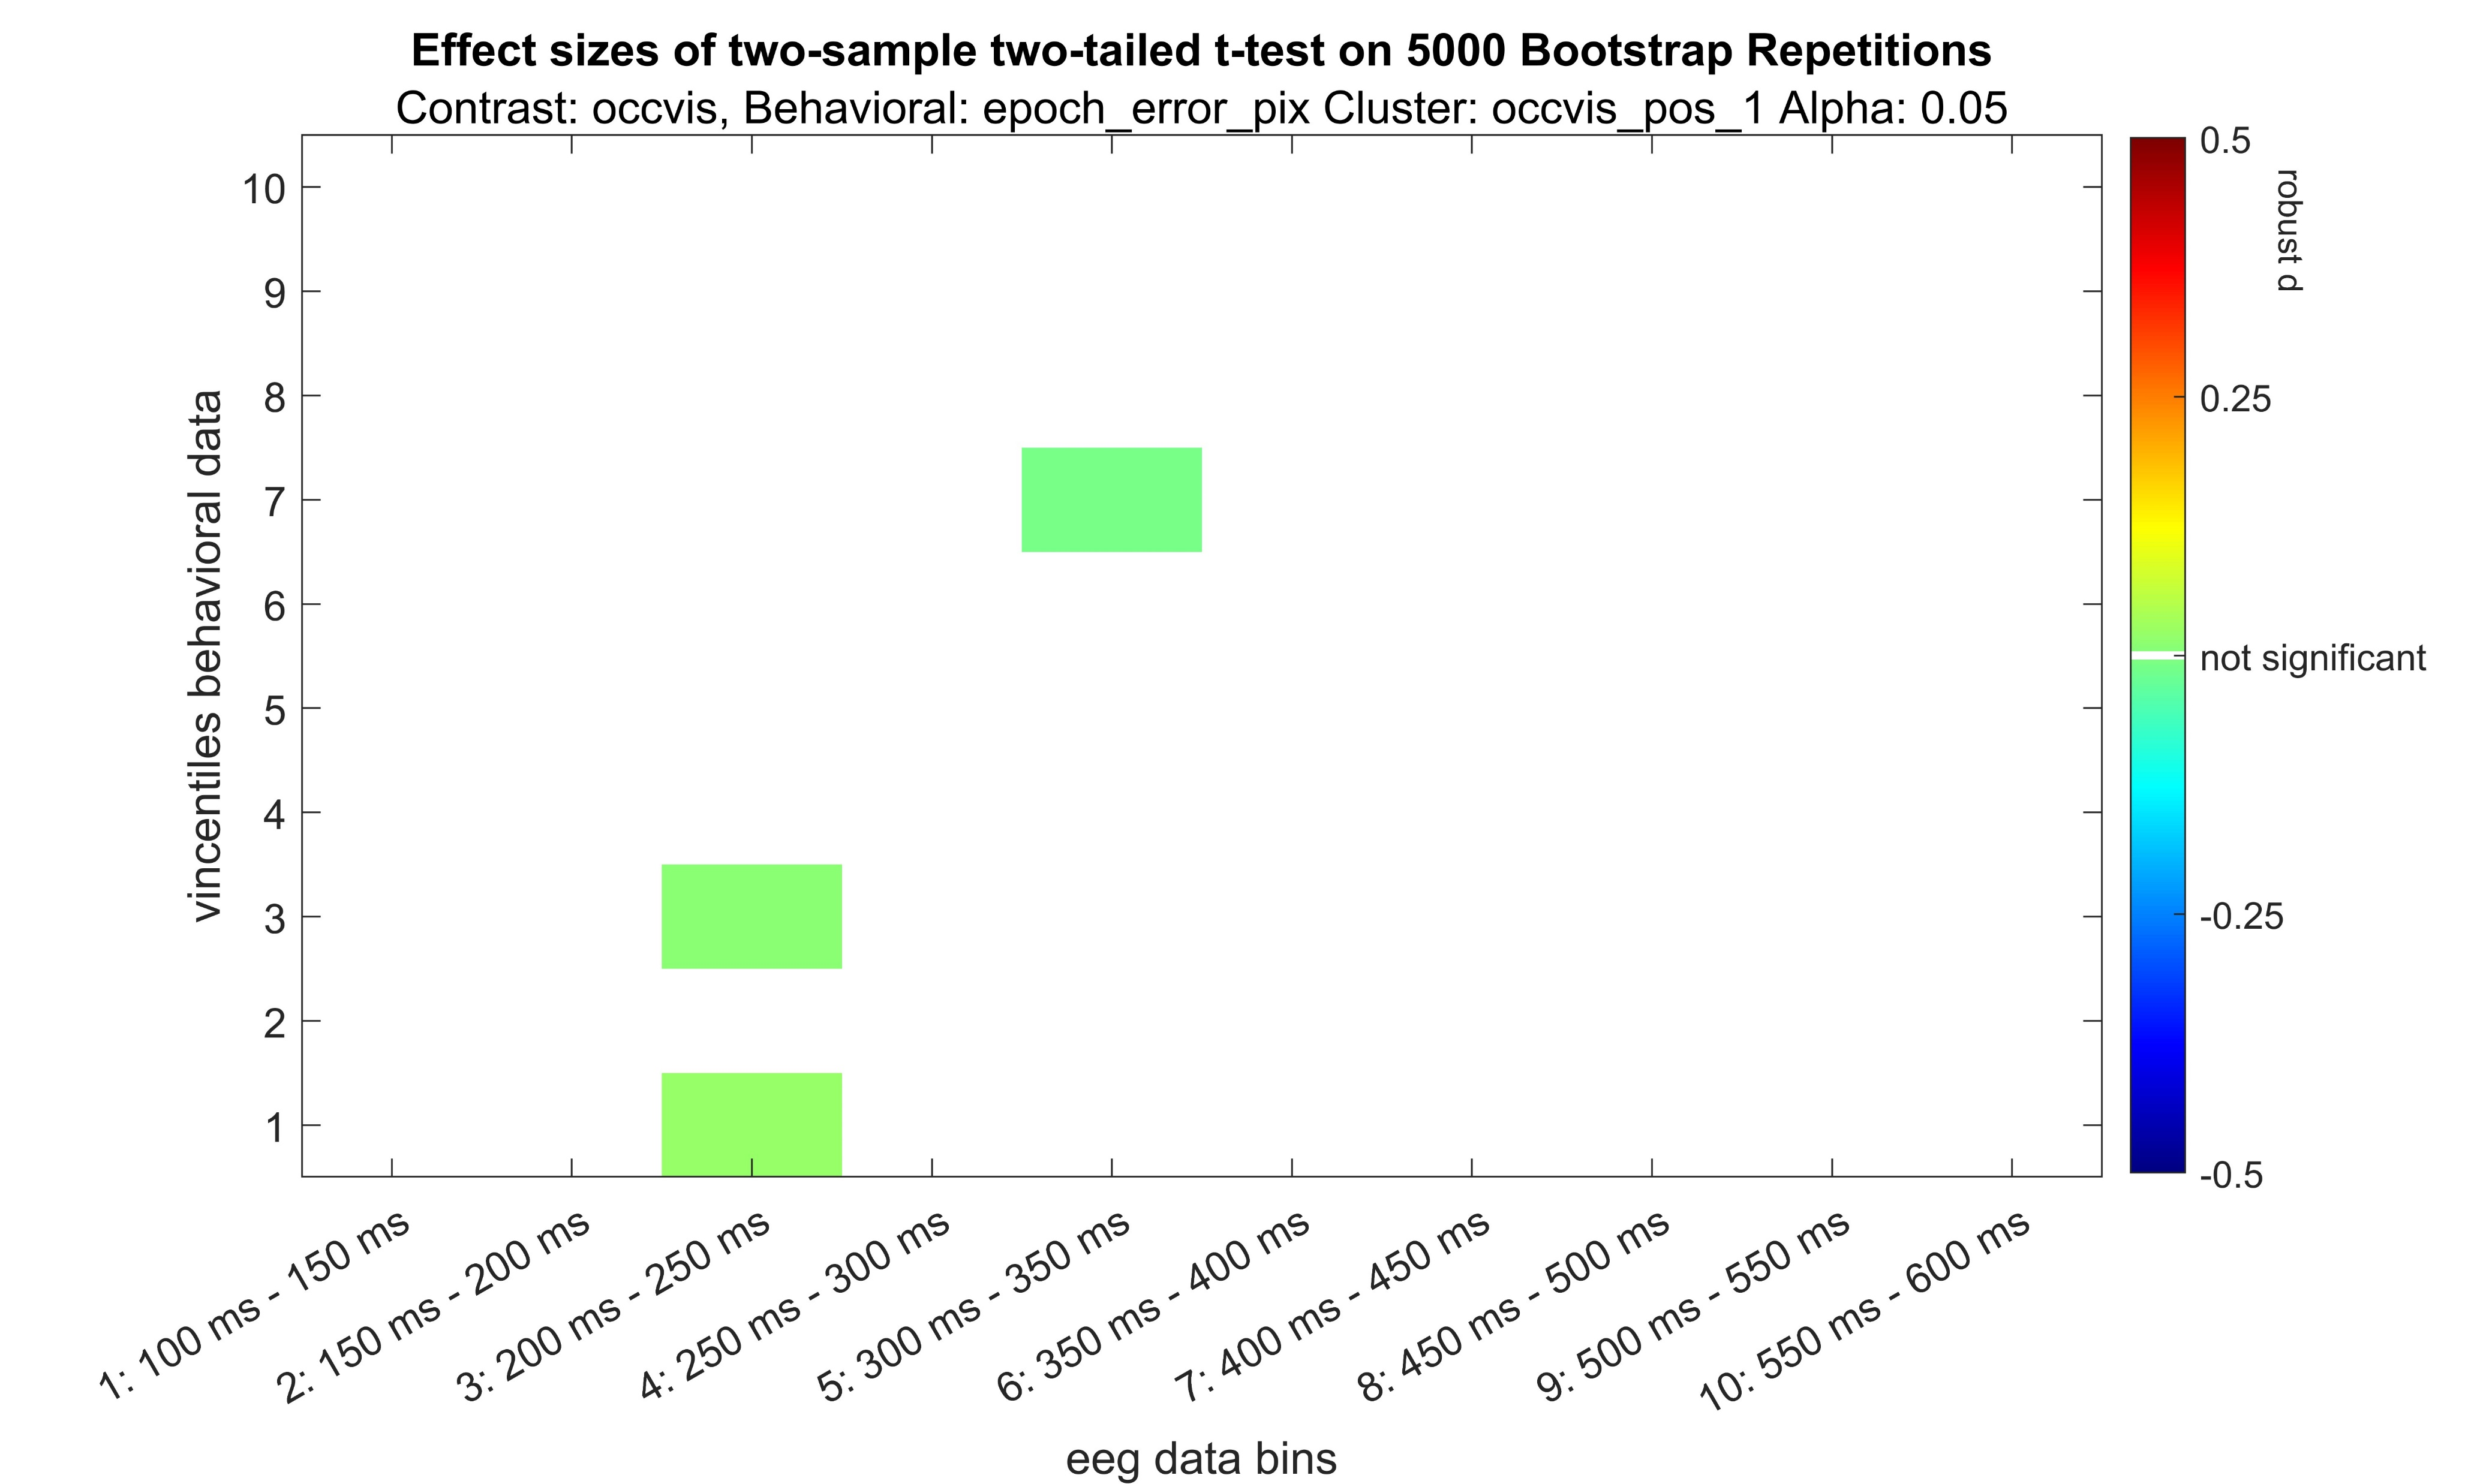 Effect sizes of two-sample two-tailed t-test on 5000 Bootstrap Repetitions
Contrast: occvis, Behavioral: epoch_error_pix Cluster: occvis_pos_1 Alpha: 0.05
vincentiles behavioral data
10
9
8
7
6
5
4
3
2
1
1: 100 ms - 150 ms
2: 150 ms - 200 ms
3: 200 ms - 250 ms
4: 250 ms - 300 ms
5: 300 ms - 350 ms
6: 350 ms - 400 ms
7: 400 ms - 450 ms
8: 450 ms - 500 ms
9: 500 ms - 550 ms
10: 550 ms - 600 ms
eeg data bins
0.5
0.25
not significant
-0.25
-0.5
robust d